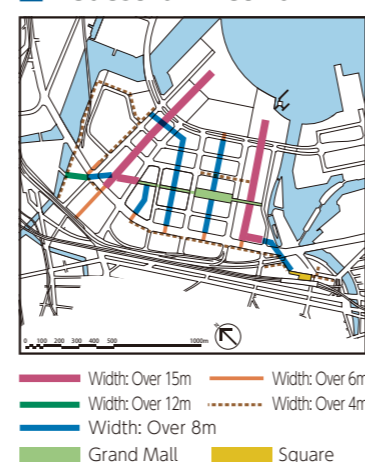 0 100 200 300 400 500 1000m
Width: Over 15m Width: Over 6m
Width: Over 12m Width: Over 4m
Width: Over 8m
Grand Mall Square